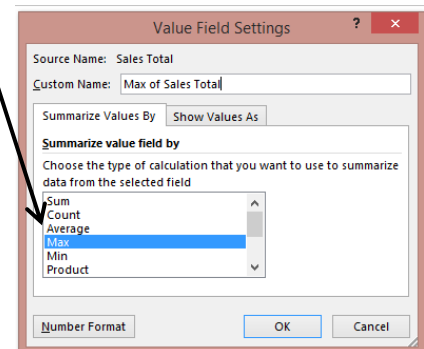 Value Field Settings ? ×
Source Name: Sales Total
Custom Name: Max of Sales Total
Summarize Values By Show Values As
Summarize value field by
Choose the type of calculation that you want to use to summarize
data from the selected field
Sum
Count
Average
Max
Min
Product
Number Format OK Cancel